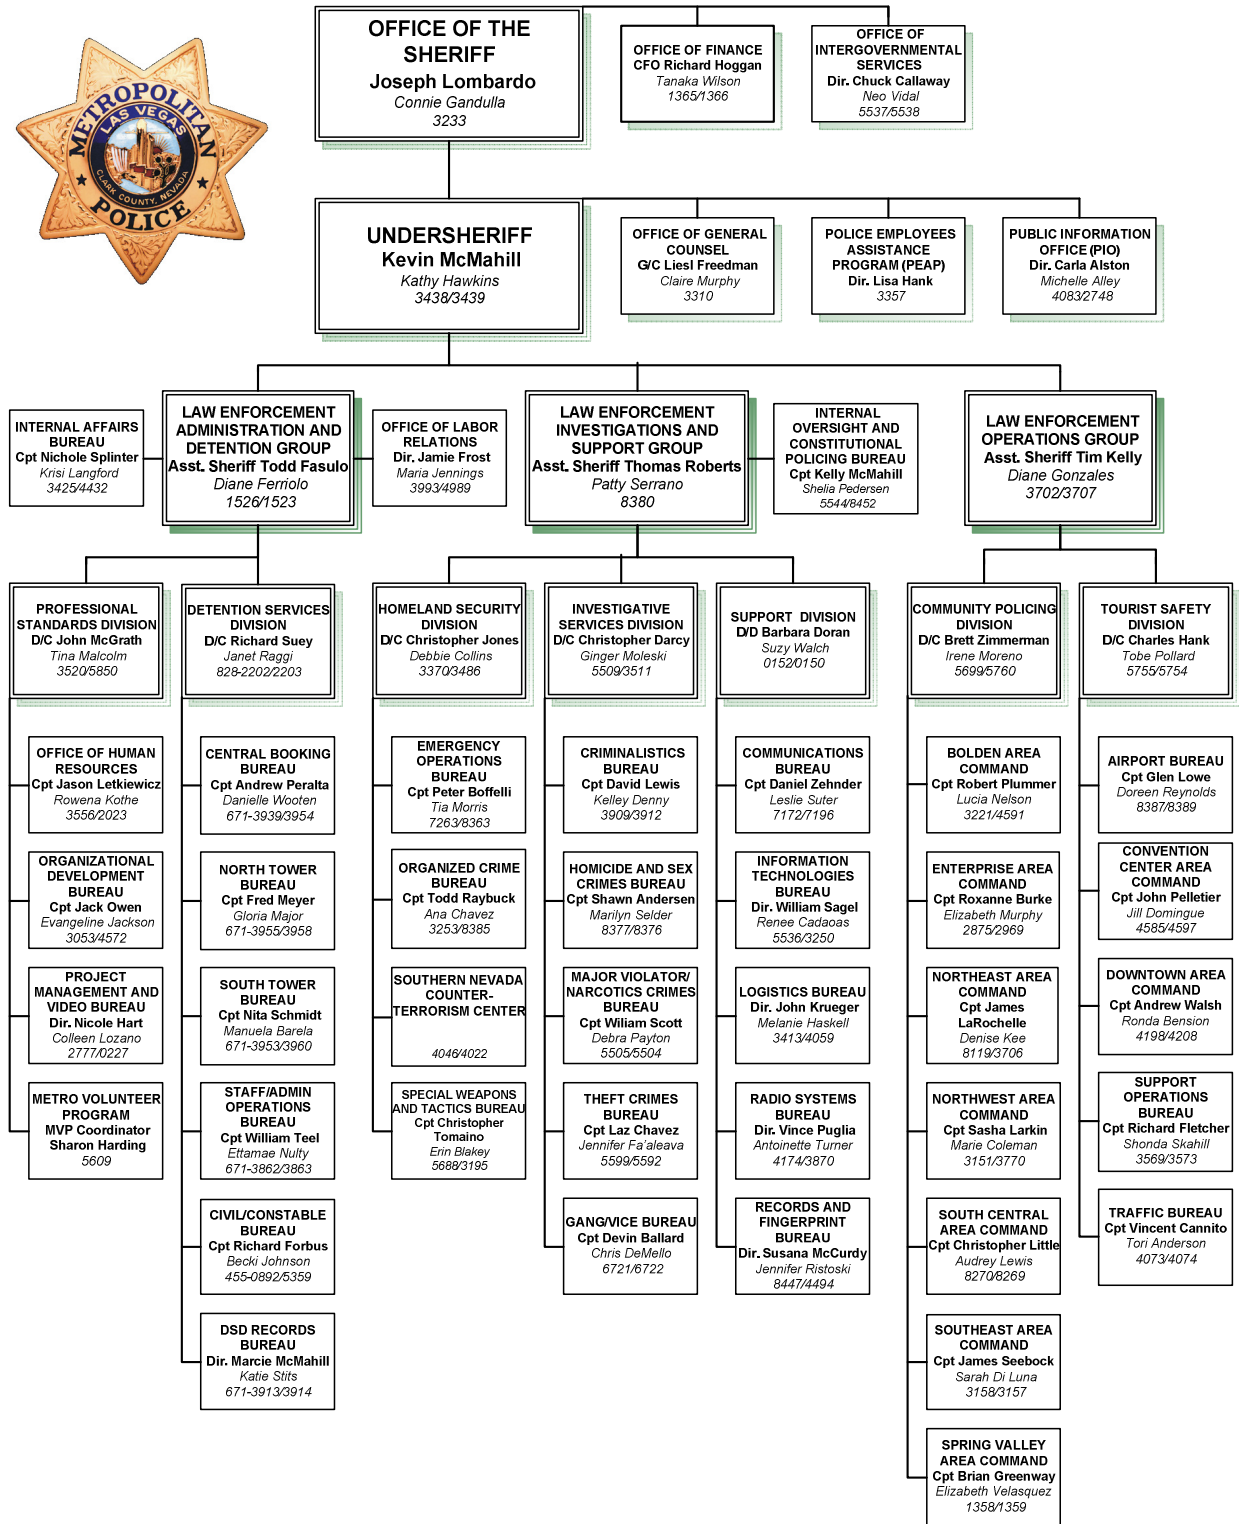 METROPOLITAN
LAS VEGAS
CLARK COUNTY, NEVADA
POLICE
OFFICE OF THE
SHERIFF
Joseph Lombardo
Connie Gandulla
3233
OFFICE OF FINANCE
CFO Richard Hoggan
Tanaka Wilson
1365/1366
OFFICE OF
INTERGOVERNMENTAL
SERVICES
Dir. Chuck Callaway
Neo Vidal
5537/5538
UNDERSHERIFF
Kevin McMahill
Kathy Hawkins
3438/3439
OFFICE OF GENERAL
COUNSEL
G/C Liesl Freedman
Claire Murphy
3310
POLICE EMPLOYEES
ASSISTANCE
PROGRAM (PEAP)
Dir. Lisa Hank
3357
PUBLIC INFORMATION
OFFICE (PIO)
Dir. Carla Alston
Michelle Alley
4083/2748
INTERNAL AFFAIRS
BUREAU
Cpt Nichole Splinter
Krisi Langford
3425/4432
LAW ENFORCEMENT
ADMINISTRATION AND
DETENTION GROUP
Asst. Sheriff Todd Fasulo
Diane Ferriolo
1526/1523
OFFICE OF LABOR
RELATIONS
Dir. Jamie Frost
Maria Jennings
3993/4989
LAW ENFORCEMENT
INVESTIGATIONS AND
SUPPORT GROUP
Asst. Sheriff Thomas Roberts
Patty Serrano
8380
INTERNAL
OVERSIGHT AND
CONSTITUTIONAL
POLICING BUREAU
Cpt Kelly McMahill
Shelia Pedersen
5544/8452
LAW ENFORCEMENT
OPERATIONS GROUP
Asst. Sheriff Tim Kelly
Diane Gonzales
3702/3707
PROFESSIONAL
STANDARDS DIVISION
D/C John McGrath
Tina Malcolm
3520/5850
DETENTION SERVICES
DIVISION
D/C Richard Suey
Janet Raggi
828-2202/2203
HOMELAND SECURITY
DIVISION
D/C Christopher Jones
Debbie Collins
3370/3486
INVESTIGATIVE
SERVICES DIVISION
D/C Christopher Darcy
Ginger Moleski
5509/3511
SUPPORT DIVISION
D/D Barbara Doran
Suzy Walch
0152/0150
COMMUNITY POLICING
DIVISION
D/C Brett Zimmerman
Irene Moreno
5699/5760
TOURIST SAFETY
DIVISION
D/C Charles Hank
Tobe Pollard
5755/5754
OFFICE OF HUMAN
RESOURCES
Cpt Jason Letkiewicz
Rowena Kothe
3556/2023
ORGANIZATIONAL
DEVELOPMENT
BUREAU
Cpt Jack Owen
Evangeline Jackson
3053/4572
PROJECT
MANAGEMENT AND
VIDEO BUREAU
Dir. Nicole Hart
Colleen Lozano
2777/0227
METRO VOLUNTEER
PROGRAM
MVP Coordinator
Sharon Harding
5609
CENTRAL BOOKING
BUREAU
Cpt Andrew Peralta
Danielle Wooten
671-3939/3954
NORTH TOWER
BUREAU
Cpt Fred Meyer
Gloria Major
671-3955/3958
SOUTH TOWER
BUREAU
Cpt Nita Schmidt
Manuela Barela
671-3953/3960
STAFF/ADMIN
OPERATIONS
BUREAU
Cpt William Teel
Ettamae Nulty
671-3862/3863
CIVIL/CONSTABLE
BUREAU
Cpt Richard Forbus
Becki Johnson
455-0892/5359
DSD RECORDS
BUREAU
Dir. Marcie McMahill
Katie Stits
671-3913/3914
EMERGENCY
OPERATIONS
BUREAU
Cpt Peter Boffelli
Tia Morris
7263/8363
ORGANIZED CRIME
BUREAU
Cpt Todd Raybuck
Ana Chavez
3253/8385
SOUTHERN NEVADA
COUNTER-
TERRORISM CENTER
4046/4022
SPECIAL WEAPONS
AND TACTICS BUREAU
Cpt Christopher
Tomaino
Erin Blakey
5688/3195
CRIMINALISTICS
BUREAU
Cpt David Lewis
Kelley Denny
3909/3912
HOMICIDE AND SEX
CRIMES BUREAU
Cpt Shawn Andersen
Marilyn Selder
8377/8376
MAJOR VIOLATOR/
NARCOTICS CRIMES
BUREAU
Cpt Wiliam Scott
Debra Payton
5505/5504
THEFT CRIMES
BUREAU
Cpt Laz Chavez
Jennifer Fa'aleava
5599/5592
GANG/VICE BUREAU
Cpt Devin Ballard
Chris DeMello
6721/6722
COMMUNICATIONS
BUREAU
Cpt Daniel Zehnder
Leslie Suter
7172/7196
INFORMATION
TECHNOLOGIES
BUREAU
Dir. William Sagel
Renee Cadaoas
5536/3250
LOGISTICS BUREAU
Dir. John Krueger
Melanie Haskell
3413/4059
RADIO SYSTEMS
BUREAU
Dir. Vince Puglia
Antoinette Turner
4174/3870
RECORDS AND
FINGERPRINT
BUREAU
Dir. Susana McCurdy
Jennifer Ristoski
8447/4494
BOLDEN AREA
COMMAND
Cpt Robert Plummer
Lucia Nelson
3221/4591
ENTERPRISE AREA
COMMAND
Cpt Roxanne Burke
Elizabeth Murphy
2875/2969
NORTHEAST AREA
COMMAND
Cpt James
LaRochelle
Denise Kee
8119/3706
NORTHWEST AREA
COMMAND
Cpt Sasha Larkin
Marie Coleman
3151/3770
SOUTH CENTRAL
AREA COMMAND
Cpt Christopher Little
Audrey Lewis
8270/8269
SOUTHEAST AREA
COMMAND
Cpt James Seebock
Sarah Di Luna
3158/3157
SPRING VALLEY
AREA COMMAND
Cpt Brian Greenway
Elizabeth Velasquez
1358/1359
AIRPORT BUREAU
Cpt Glen Lowe
Doreen Reynolds
8387/8389
CONVENTION
CENTER AREA
COMMAND
Cpt John Pelletier
Jill Domingue
4585/4597
DOWNTOWN AREA
COMMAND
Cpt Andrew Walsh
Ronda Bension
4198/4208
SUPPORT
OPERATIONS
BUREAU
Cpt Richard Fletcher
Shonda Skahill
3569/3573
TRAFFIC BUREAU
Cpt Vincent Cannito
Tori Anderson
4073/4074